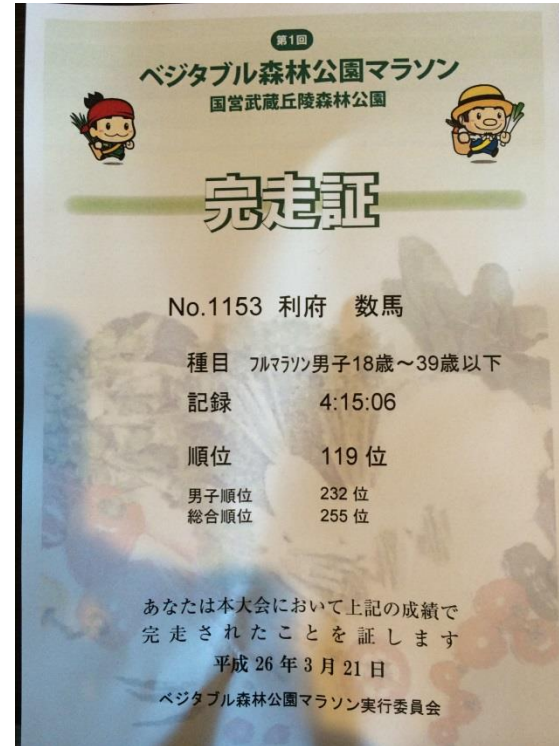 第1回
ベジタブル森林公園マラソン
国営武蔵丘陵森林公園
完走証
No.1153 利府 数馬
種目 フルマラソン男子18歳～39歳以下
記録 4:15:06
順位 119 位
男子順位 232 位
総合順位 255 位
あなたは本大会において上記の成績で
完走されたことを証します
平成 26 年 3 月 21 日
ベジタブル森林公園マラソン実行委員会